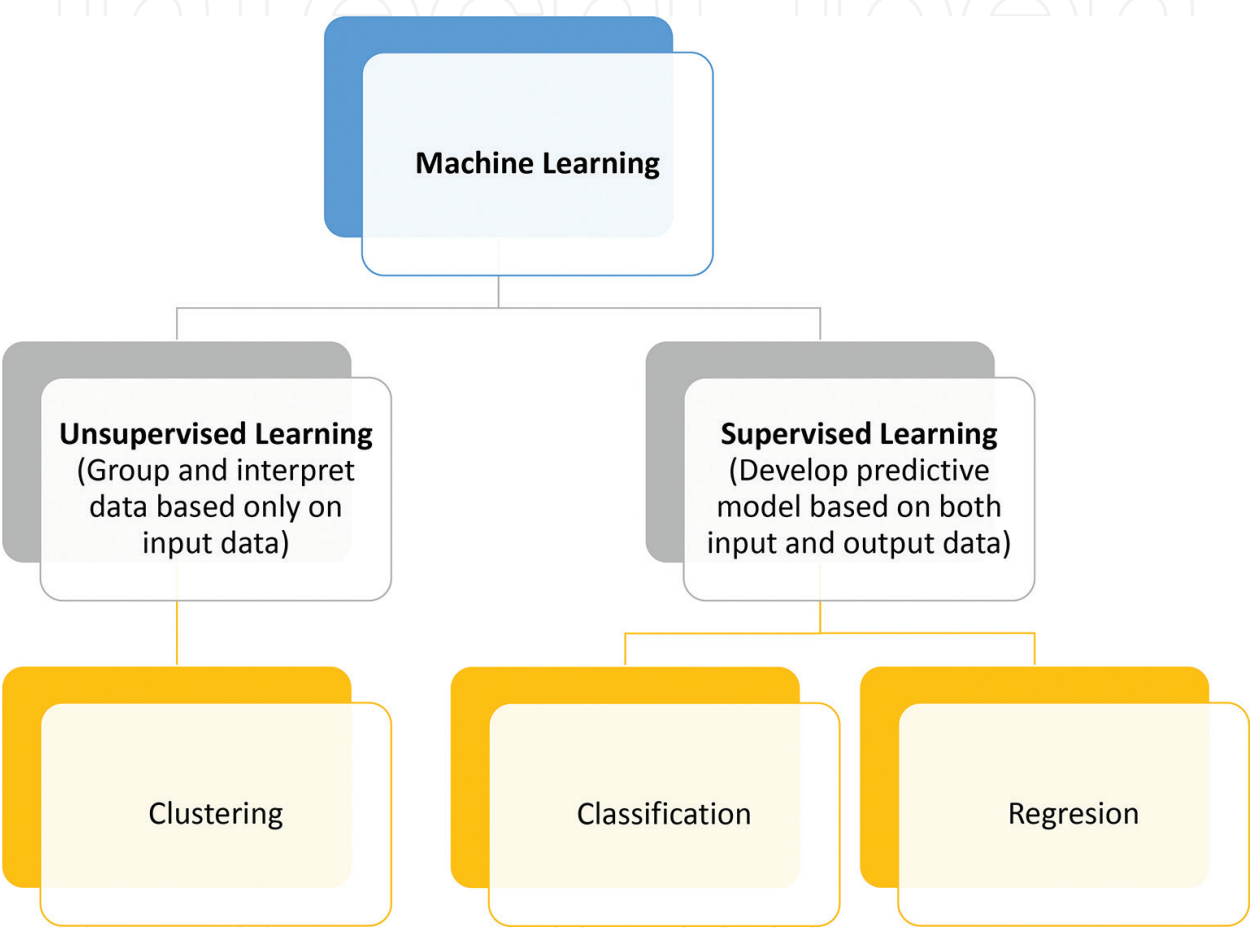 Machine Learning
Unsupervised Learning
(Group and interpret
data based only on
input data)
Supervised Learning
(Develop predictive
model based on both
input and output data)
Clustering
Classification
Regresion